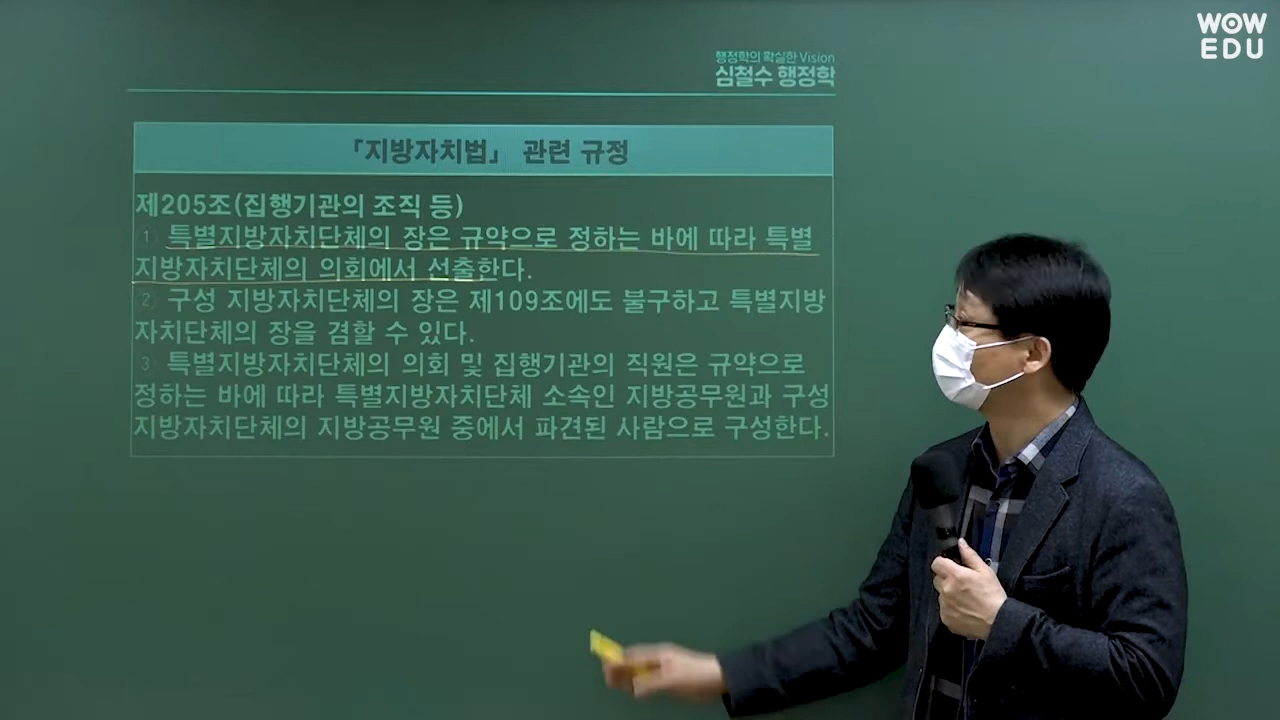 WOW
EDU
행정학의 확실한 Vision
심철수 행정학
「지방자치법」 관련 규정
제205조(집행기관의 조직 등)
① 특별지방자치단체의 장은 규약으로 정하는 바에 따라 특별
지방자치단체의 의회에서 선출한다.
② 구성 지방자치단체의 장은 제109조에도 불구하고 특별지방
자치단체의 장을 겸할 수 있다.
③ 특별지방자치단체의 의회 및 집행기관의 직원은 규약으로
정하는 바에 따라 특별지방자치단체 소속인 지방공무원과 구성
지방자치단체의 지방공무원 중에서 파견된 사람으로 구성한다.